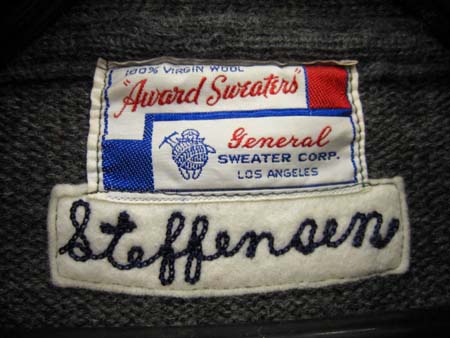 100% VIRGIN WOOL
"Award Sweaters"
General
SWEATER CORP.
LOS ANGELES
Steffensen